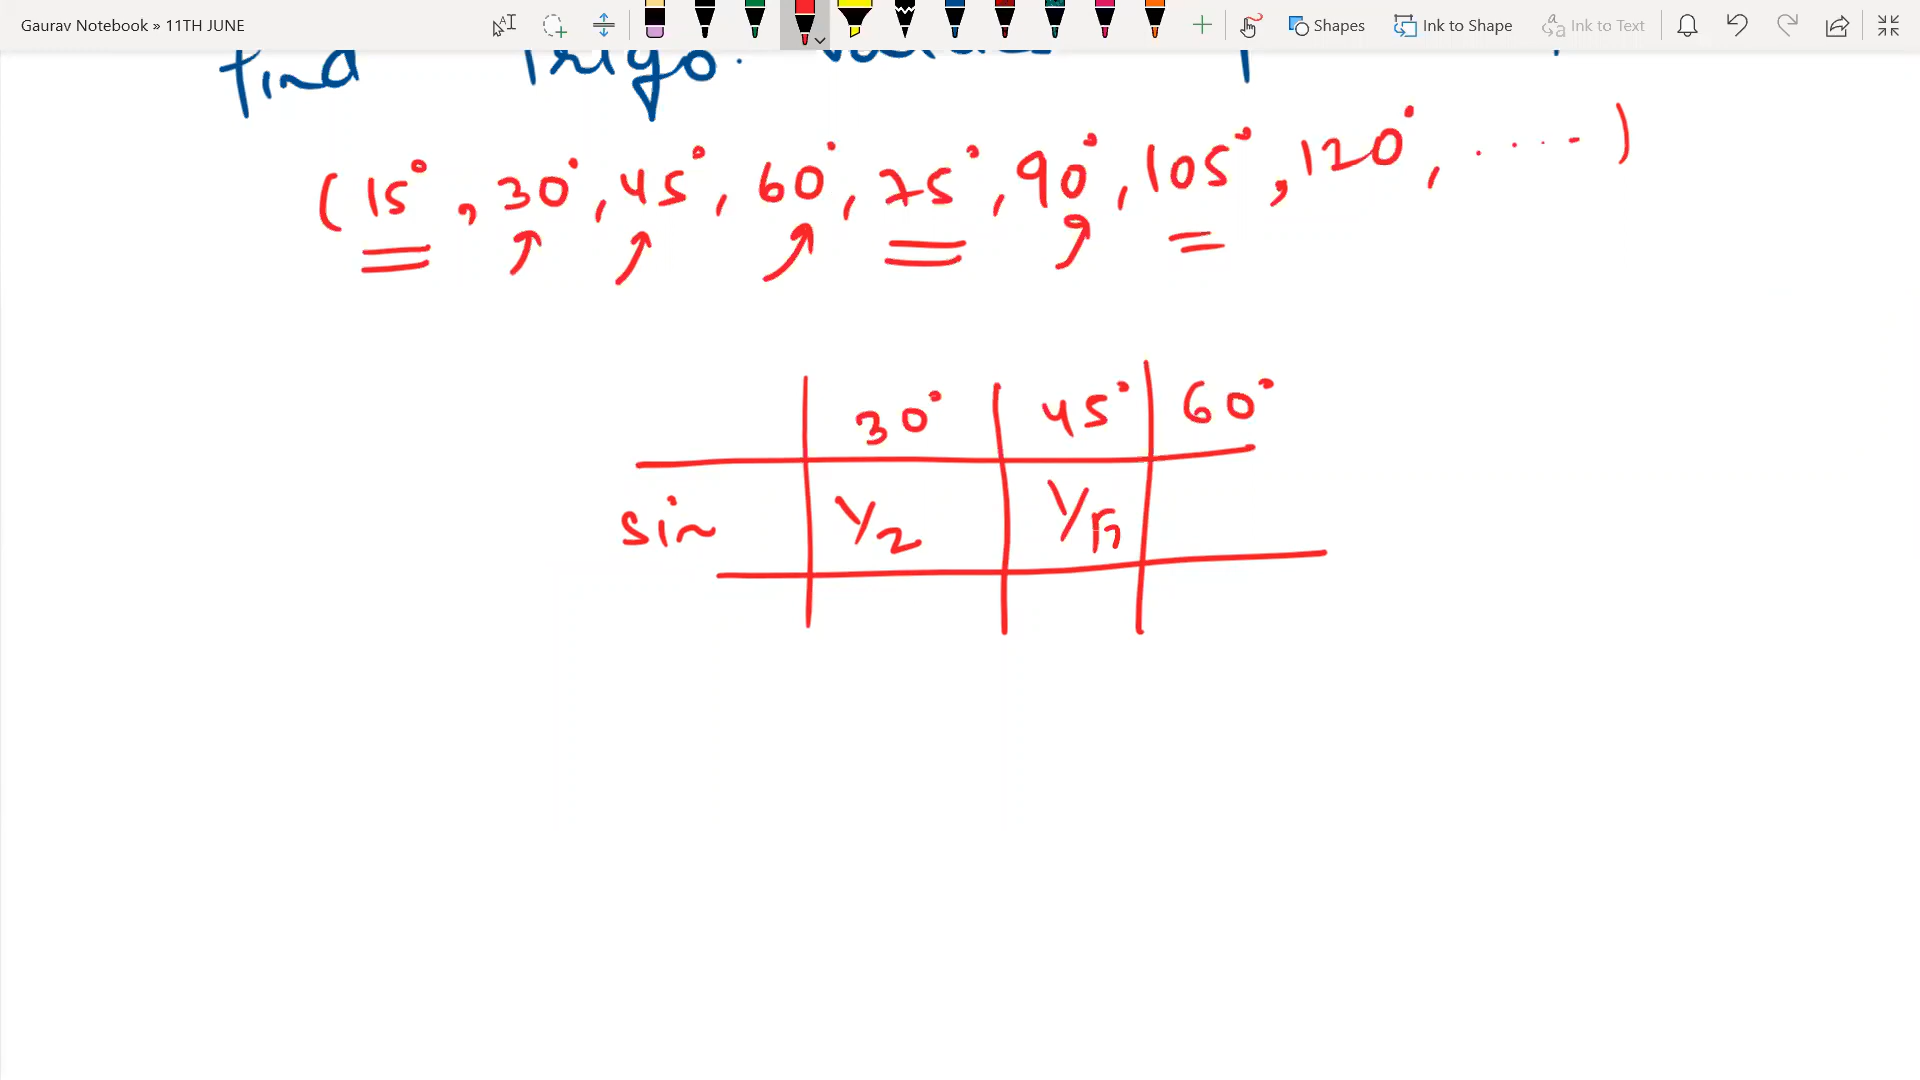 Gaurav Notebook » 11TH JUNE
Shapes
Ink to Shape
Ink to Text
find Trigo.
(15°, 30°, 45°, 60°, 75°, 90°, 105°, 120°, .....)
30° 45° 60°
sin 1/2 1/√2